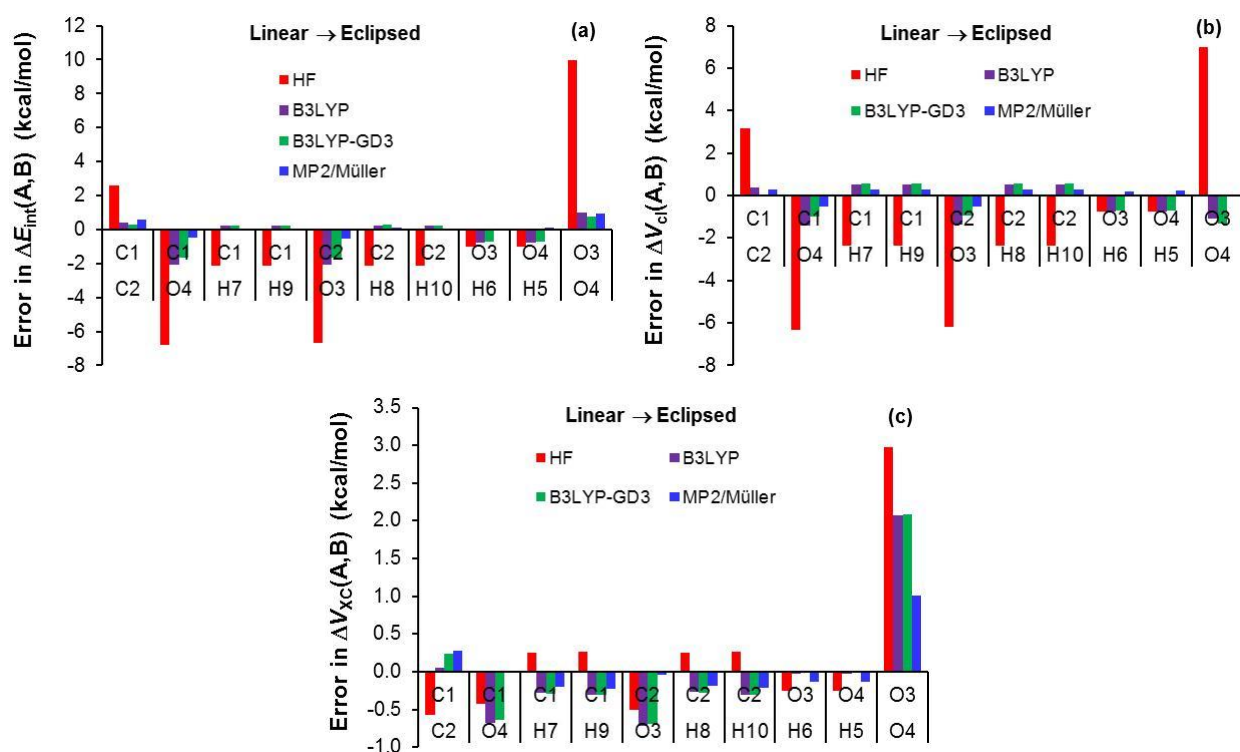 Linear → Eclipsed
(a)
HF
B3LYP
B3LYP-GD3
MP2/Müller
Error in ΔEint(A,B) (kcal/mol)
12
10
8
6
4
2
0
-2
-4
-6
-8
C1 C1 C1 C1 C2 C2 C2 O3 O4 O3
C2 O4 H7 H9 O3 H8 H10 H6 H5 O4
Linear → Eclipsed
(b)
HF B3LYP
B3LYP-GD3 MP2/Müller
Error in ΔVcl(A,B) (kcal/mol)
8
6
4
2
0
-2
-4
-6
-8
C1 C1 C1 C1 C2 C2 C2 O3 O4 O3
C2 O4 H7 H9 O3 H8 H10 H6 H5 O4
Linear → Eclipsed
(c)
HF B3LYP
B3LYP-GD3 MP2/Müller
Error in ΔVXC(A,B) (kcal/mol)
3.5
3.0
2.5
2.0
1.5
1.0
0.5
0.0
-0.5
-1.0
C1 C1 C1 C1 C2 C2 C2 O3 O4 O3
C2 O4 H7 H9 O3 H8 H10 H6 H5 O4